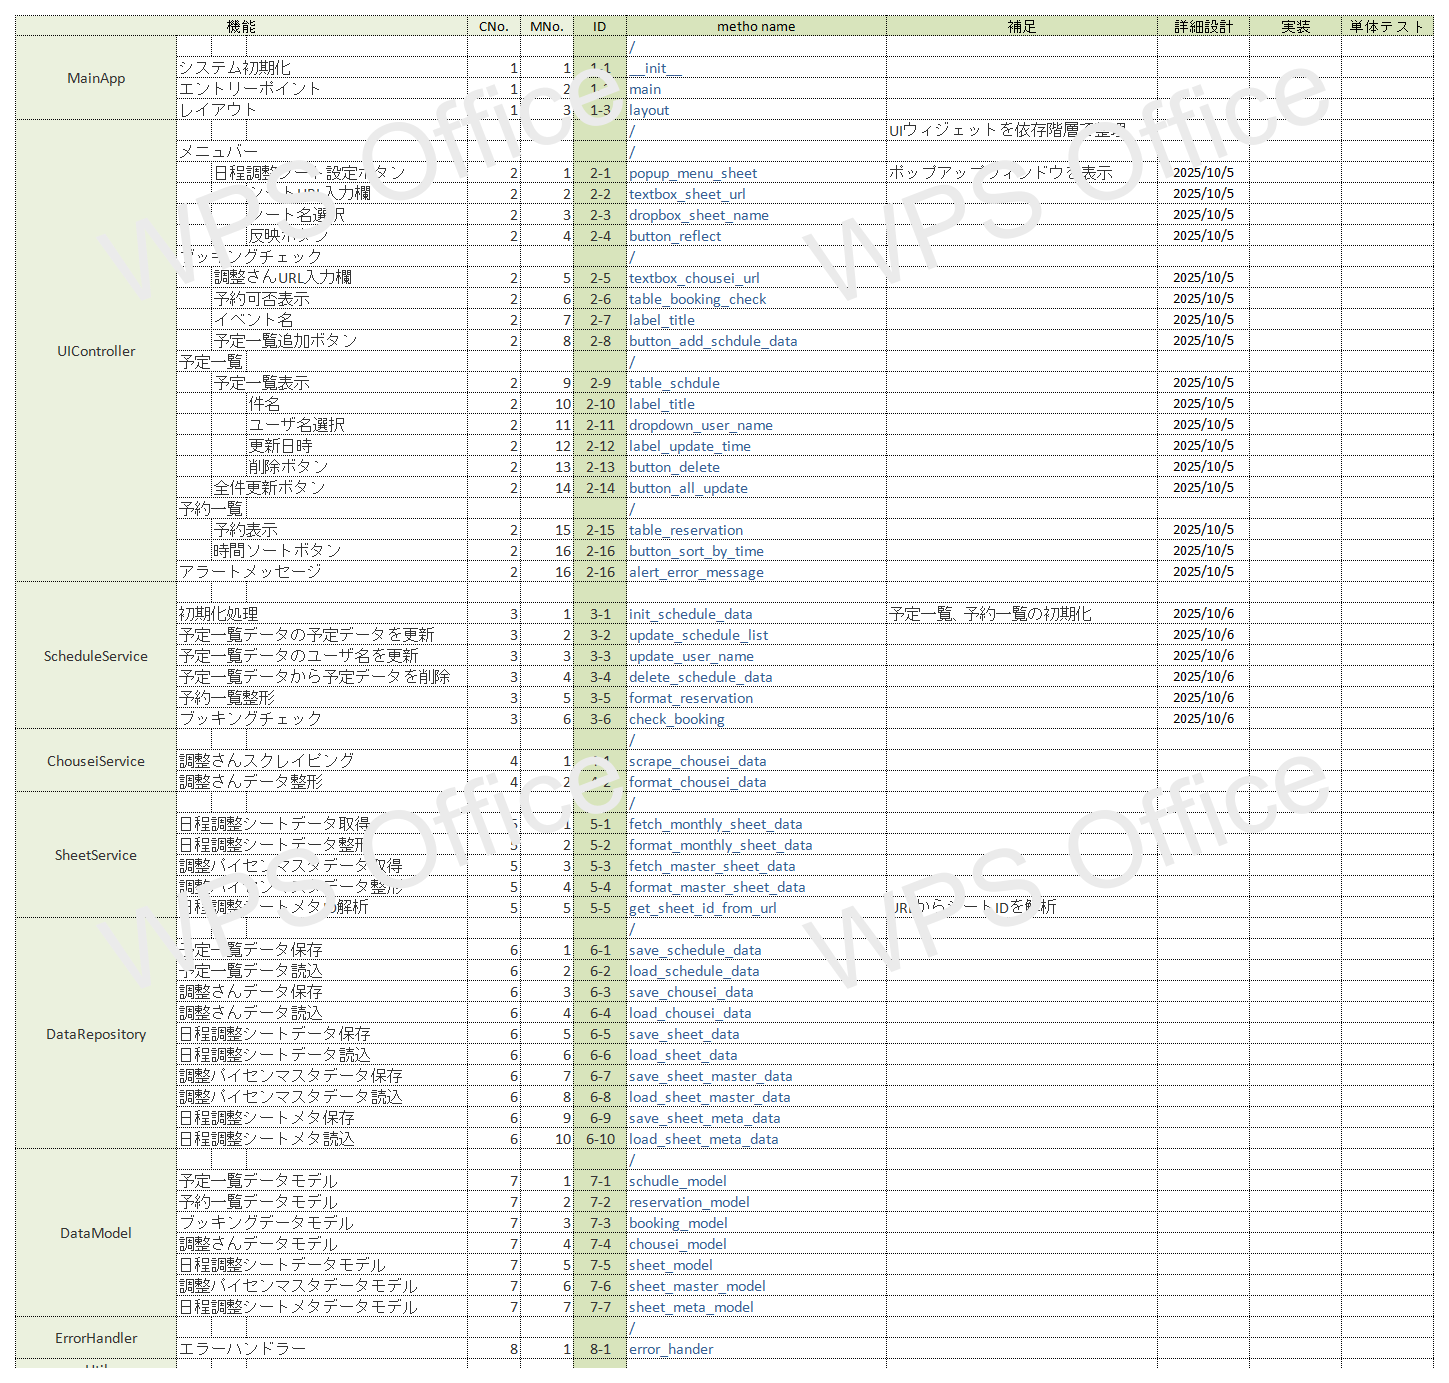 機能 CNo. MNo. ID metho name 補足 詳細設計 実装 単体テスト
MainApp
/
システム初期化 1 1 1-1 __init__
エントリーポイント 1 2 1-2 main
レイアウト 1 3 1-3 layout
UIController
/ UIウィジェットを依存階層で整理
メニュバー /
日程調整シート設定ボタン 2 1 2-1 popup_menu_sheet ポップアップウィンドウを表示 2025/10/5
シートURL入力欄 2 2 2-2 textbox_sheet_url 2025/10/5
シート名選択 2 3 2-3 dropbox_sheet_name 2025/10/5
反映ボタン 2 4 2-4 button_reflect 2025/10/5
ブッキングチェック /
調整さんURL入力欄 2 5 2-5 textbox_chousei_url 2025/10/5
予約可否表示 2 6 2-6 table_booking_check 2025/10/5
イベント名 2 7 2-7 label_title 2025/10/5
予定一覧追加ボタン 2 8 2-8 button_add_schdule_data 2025/10/5
予定一覧 /
予定一覧表示 2 9 2-9 table_schdule 2025/10/5
件名 2 10 2-10 label_title 2025/10/5
ユーザ名選択 2 11 2-11 dropdown_user_name 2025/10/5
更新日時 2 12 2-12 label_update_time 2025/10/5
削除ボタン 2 13 2-13 button_delete 2025/10/5
全件更新ボタン 2 14 2-14 button_all_update 2025/10/5
予約一覧 /
予約表示 2 15 2-15 table_reservation 2025/10/5
時間ソートボタン 2 16 2-16 button_sort_by_time 2025/10/5
アラートメッセージ 2 16 2-16 alert_error_message 2025/10/5
ScheduleService
初期化処理 3 1 3-1 init_schedule_data 予定一覧、予約一覧の初期化 2025/10/6
予定一覧データの予定データを更新 3 2 3-2 update_schedule_list 2025/10/6
予定一覧データのユーザ名を更新 3 3 3-3 update_user_name 2025/10/6
予定一覧データから予定データを削除 3 4 3-4 delete_schedule_data 2025/10/6
予約一覧整形 3 5 3-5 format_reservation 2025/10/6
ブッキングチェック 3 6 3-6 check_booking 2025/10/6
ChouseiService
/
調整さんスクレイピング 4 1 4-1 scrape_chousei_data
調整さんデータ整形 4 2 4-2 format_chousei_data
SheetService
/
日程調整シートデータ取得 5 1 5-1 fetch_monthly_sheet_data
日程調整シートデータ整形 5 2 5-2 format_monthly_sheet_data
調整パイセンマスタデータ取得 5 3 5-3 fetch_master_sheet_data
調整パイセンマスタデータ整形 5 4 5-4 format_master_sheet_data
日程調整シートメタID解析 5 5 5-5 get_sheet_id_from_url URLからシートIDを解析
DataRepository
/
予定一覧データ保存 6 1 6-1 save_schedule_data
予定一覧データ読込 6 2 6-2 load_schedule_data
調整さんデータ保存 6 3 6-3 save_chousei_data
調整さんデータ読込 6 4 6-4 load_chousei_data
日程調整シートデータ保存 6 5 6-5 save_sheet_data
日程調整シートデータ読込 6 6 6-6 load_sheet_data
調整パイセンマスタデータ保存 6 7 6-7 save_sheet_master_data
調整パイセンマスタデータ読込 6 8 6-8 load_sheet_master_data
日程調整シートメタ保存 6 9 6-9 save_sheet_meta_data
日程調整シートメタ読込 6 10 6-10 load_sheet_meta_data
DataModel
/
予定一覧データモデル 7 1 7-1 schudle_model
予約一覧データモデル 7 2 7-2 reservation_model
ブッキングデータモデル 7 3 7-3 booking_model
調整さんデータモデル 7 4 7-4 chousei_model
日程調整シートデータモデル 7 5 7-5 sheet_model
調整パイセンマスタデータモデル 7 6 7-6 sheet_master_model
日程調整シートメタデータモデル 7 7 7-7 sheet_meta_model
ErrorHandler
/
エラーハンドラー 8 1 8-1 error_hander
WPS Office
WPS Office
WPS Office
WPS Office